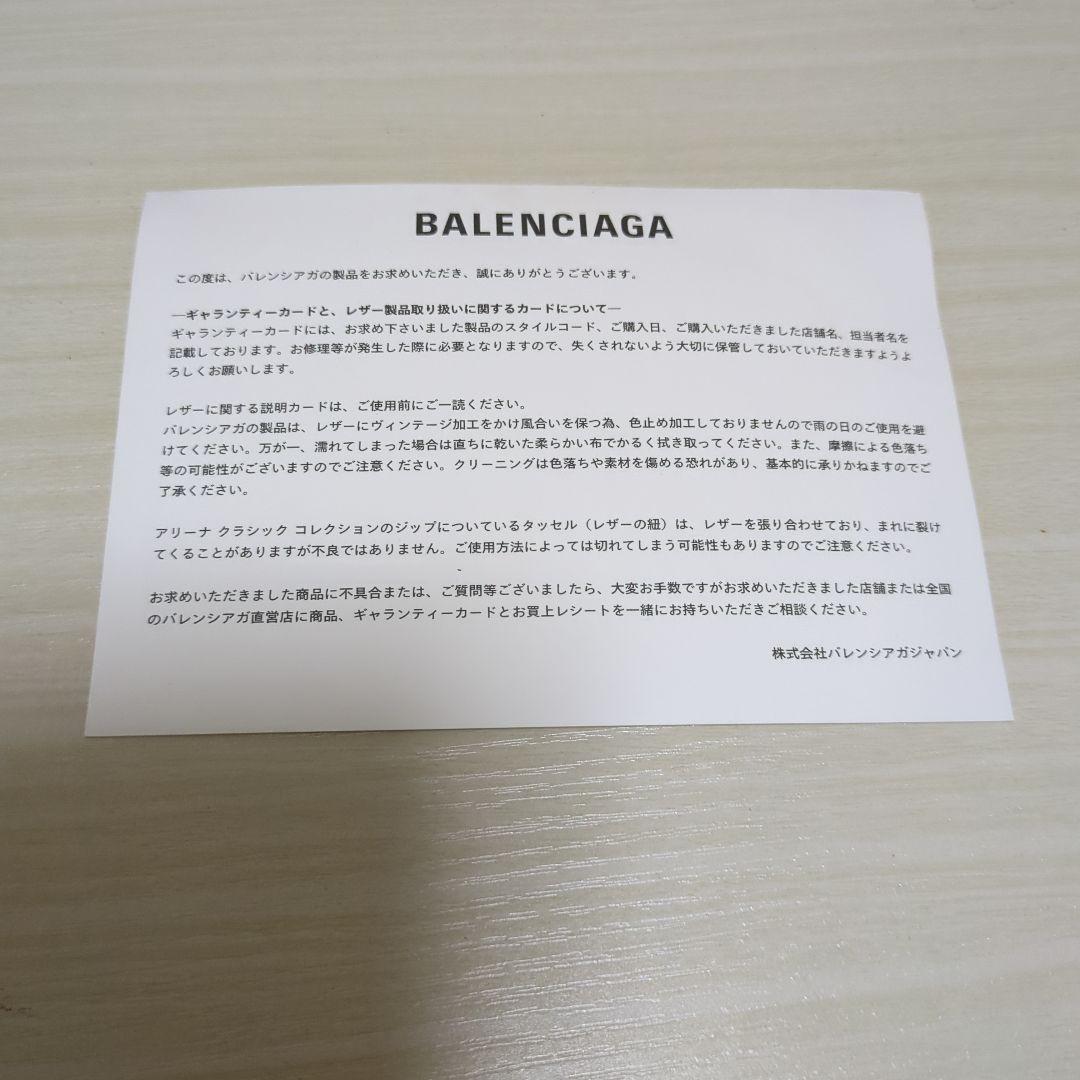 BALENCIAGA
この度は、バレンシアガの製品をお求めいただき、誠にありがとうございます。
―ギャランティーカードと、レザー製品取り扱いに関するカードについて―
ギャランティーカードには、お求め下さいました製品のスタイルコード、ご購入日、ご購入いただきました店舗名、担当者名を
記載しております。お修理等が発生した際に必要となりますので、失くされないよう大切に保管しておいていただきますようよ
ろしくお願いします。
レザーに関する説明カードは、ご使用前にご一読ください。
バレンシアガの製品は、レザーにヴィンテージ加工をかけ風合いを保つ為、色止め加工しておりませんので雨の日のご使用を避
けてください。万が一、濡れてしまった場合は直ちに乾いた柔らかい布でかるく拭き取ってください。また、摩擦による色落ち
等の可能性がございますのでご注意ください。クリーニングは色落ちや素材を傷める恐れがあり、基本的に承りかねますのでご
了承ください。
アリーナ クラシック コレクションのジップについているタッセル（レザーの紐）は、レザーを張り合わせており、まれに裂け
てくることがありますが不良ではありません。ご使用方法によっては切れてしまう可能性もありますのでご注意ください。
お求めいただきました商品に不具合または、ご質問等ございましたら、大変お手数ですがお求めいただきました店舗または全国
のバレンシアガ直営店に商品、ギャランティーカードとお買上レシートを一緒にお持ちいただきご相談ください。
株式会社バレンシアガジャパン